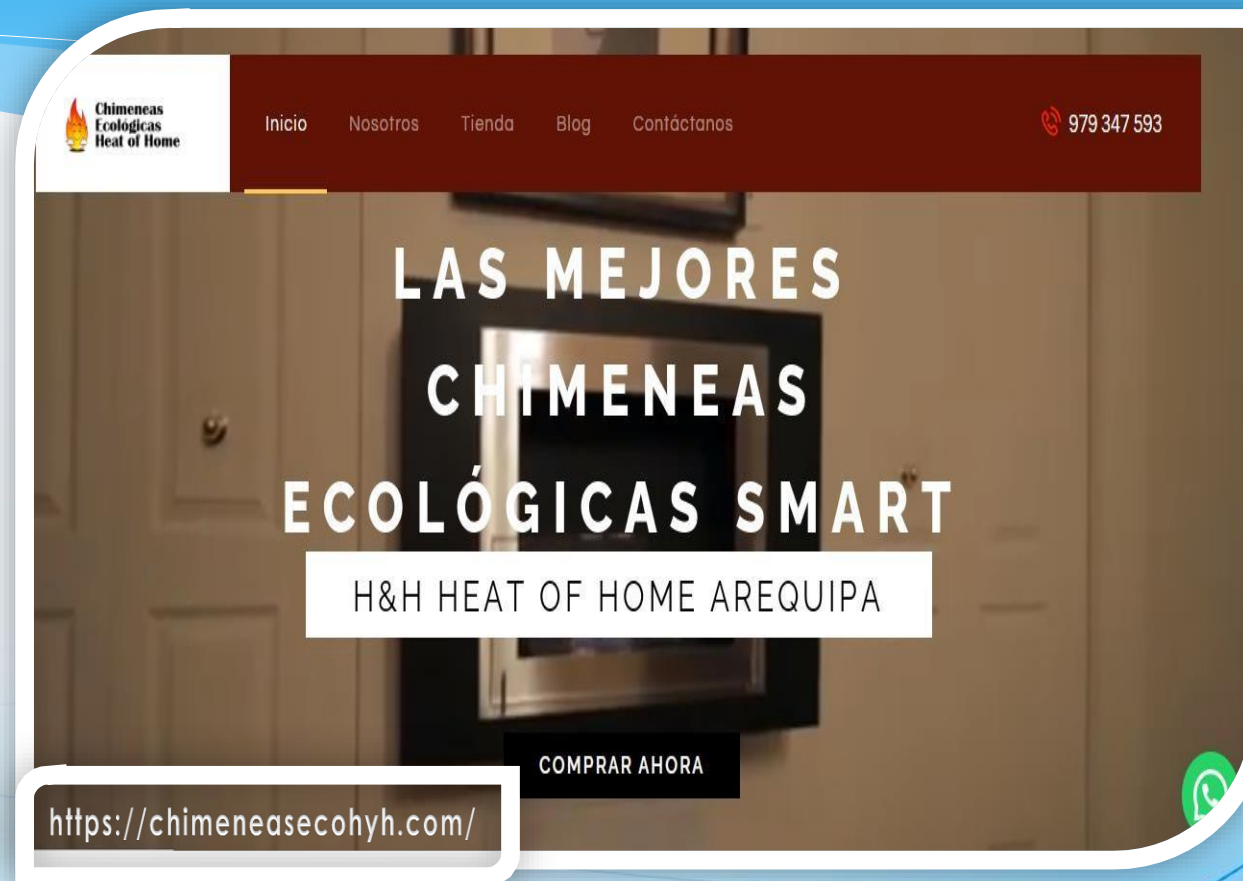 Chimeneas
Ecológicas
Heat of Home
Inicio Nosotros Tienda Blog Contáctanos
979 347 593
LAS MEJORES
CHIMENEAS
ECOLÓGICAS SMART
H&H HEAT OF HOME AREQUIPA
COMPRAR AHORA
https://chimeneasecohyh.com/